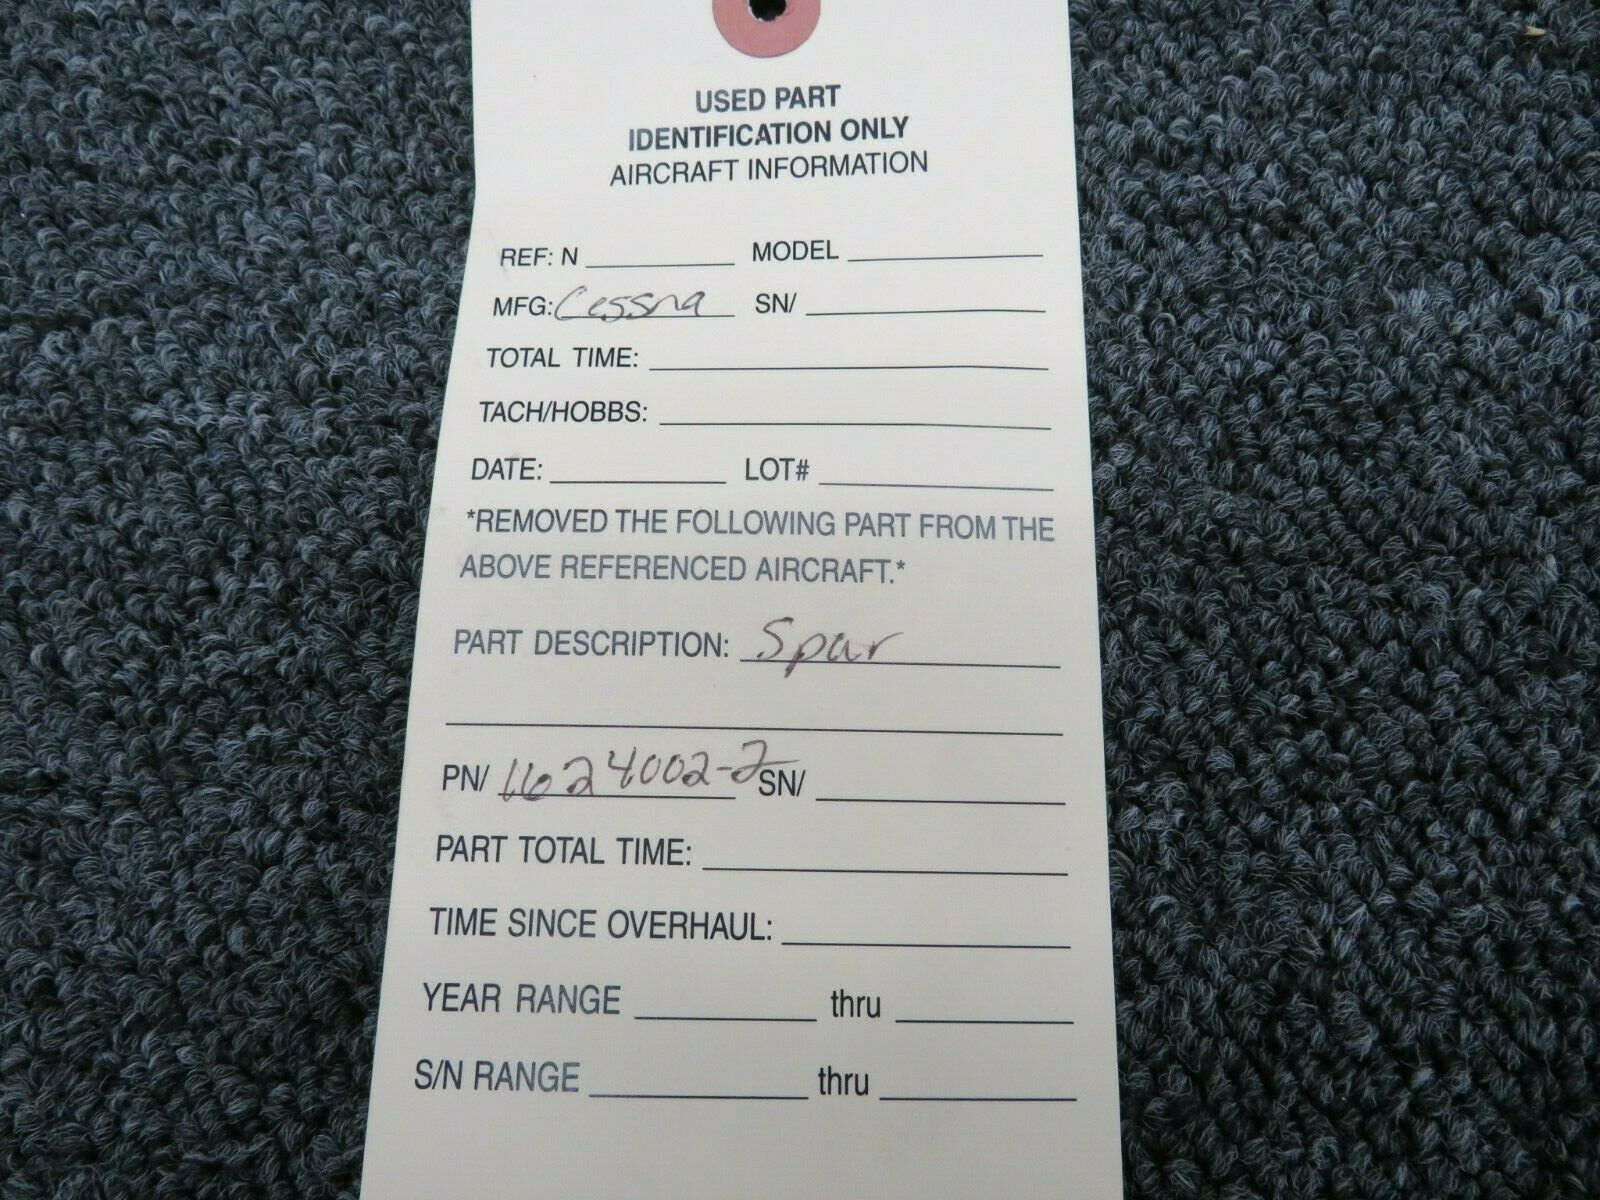 USED PART
IDENTIFICATION ONLY
AIRCRAFT INFORMATION
REF: N MODEL
MFG: Cessna SN/
TOTAL TIME:
TACH/HOBBS:
DATE: LOT#
*REMOVED THE FOLLOWING PART FROM THE
ABOVE REFERENCED AIRCRAFT.*
PART DESCRIPTION: Spar
PN/ 1624002-2 SN/
PART TOTAL TIME:
TIME SINCE OVERHAUL:
YEAR RANGE thru
S/N RANGE thru